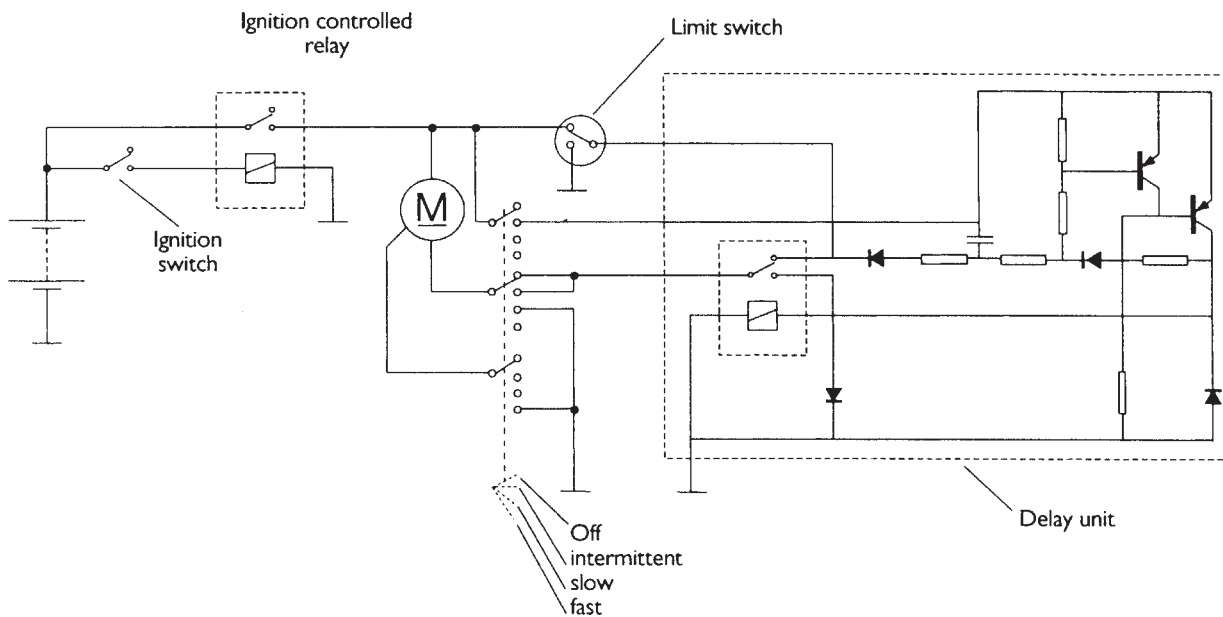 Ignition controlled
relay
Limit switch
M
Ignition
switch
Off
intermittent
slow
fast
Delay unit